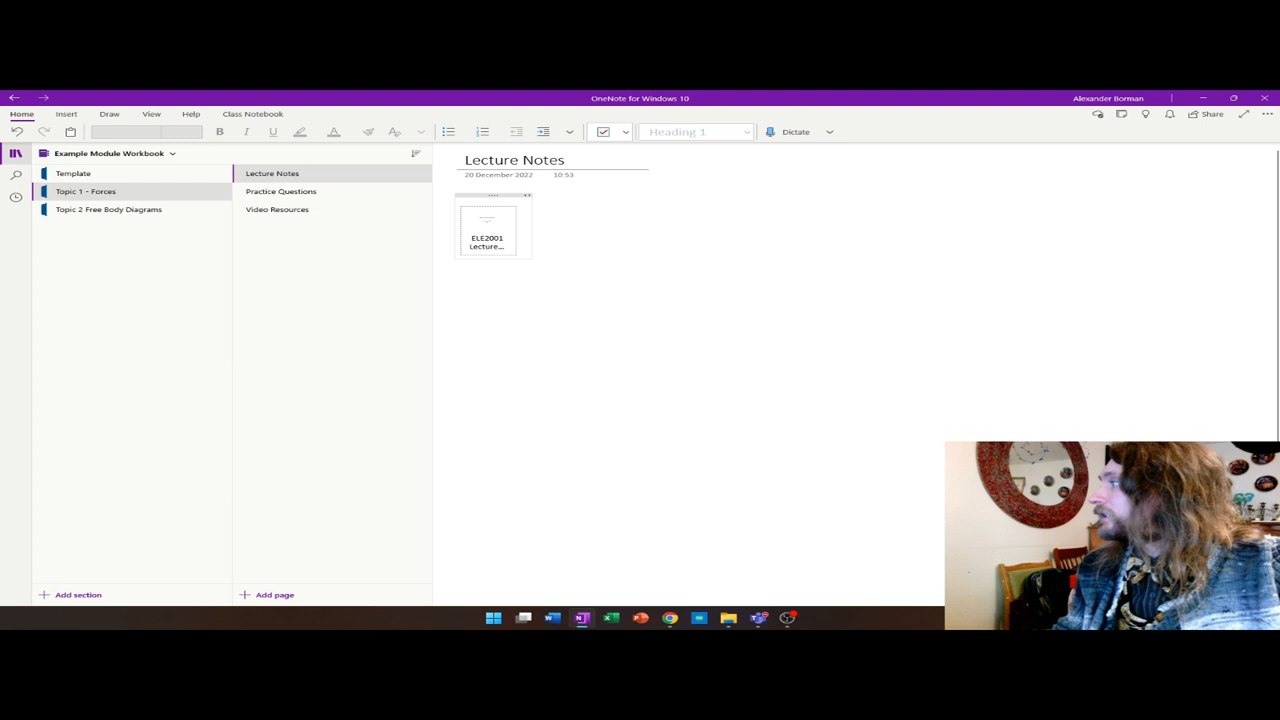 OneNote for Windows 10
Alexander Borman
Home
Insert
Draw
View
Help
Class Notebook
Share
B
I
U
A
Heading 1
Dictate
Example Module Workbook
Template
Topic 1 - Forces
Topic 2 Free Body Diagrams
Lecture Notes
Practice Questions
Video Resources
Lecture Notes
20 December 2022 10:53
ELE2001
Lecture...
Add section
Add page